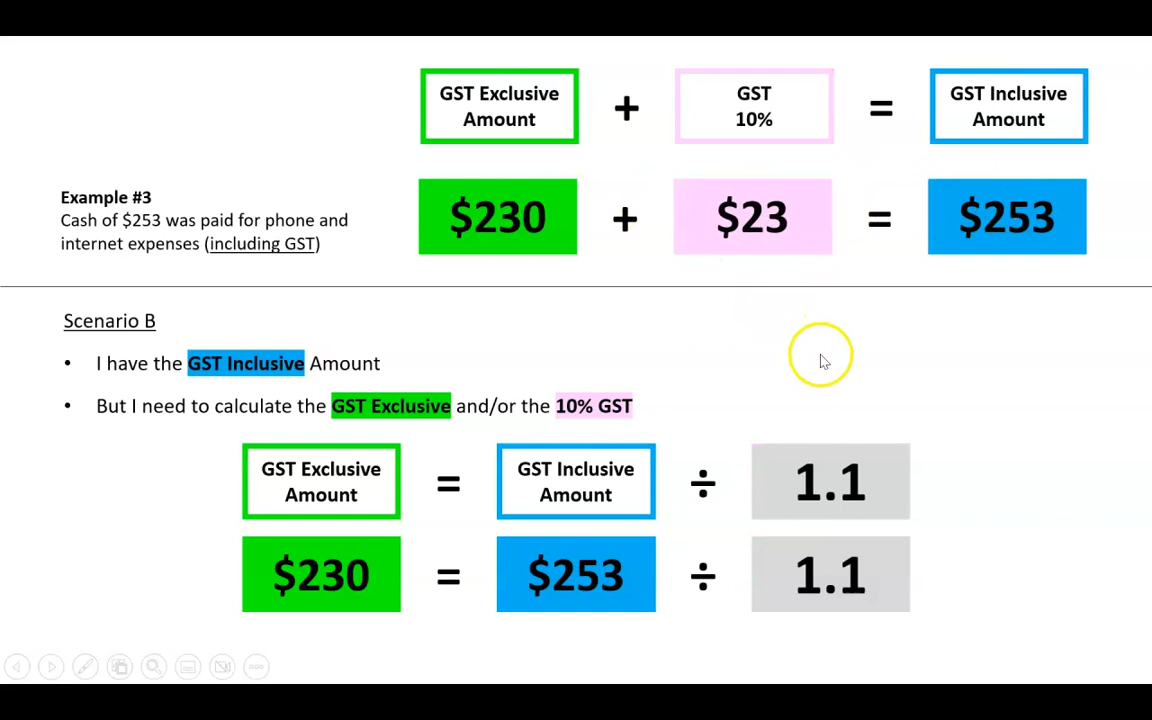 GST Exclusive
Amount
+
GST
10%
=
GST Inclusive
Amount
Example #3
Cash of $253 was paid for phone and
internet expenses (including GST)
$230 + $23 = $253
Scenario B
• I have the GST Inclusive Amount
• But I need to calculate the GST Exclusive and/or the 10% GST
GST Exclusive
Amount
=
GST Inclusive
Amount
÷
1.1
$230 = $253 ÷ 1.1